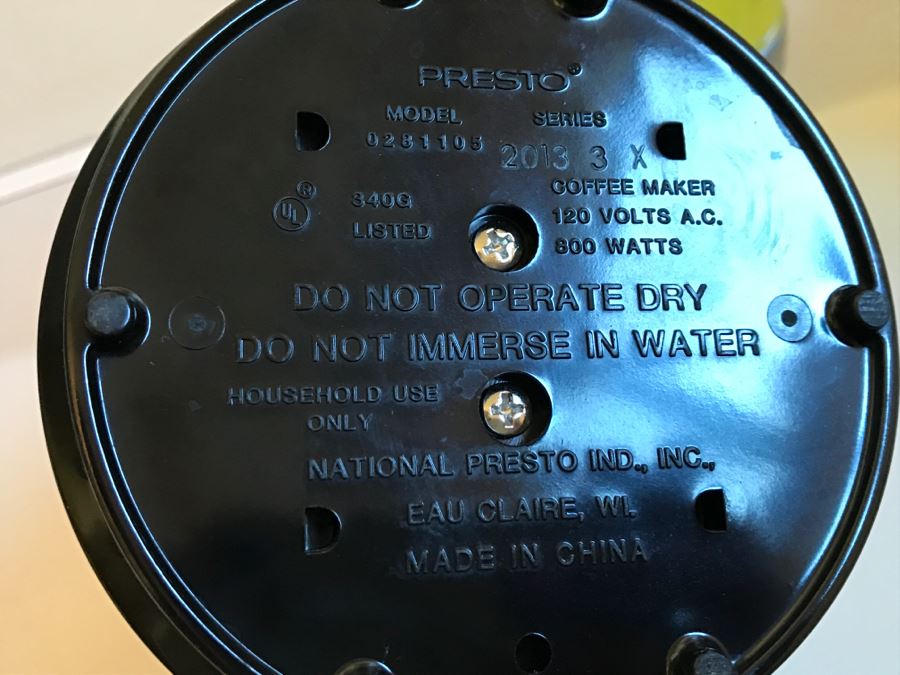 PRESTO®
MODEL SERIES
0281105 2013 3 X
UL® 340G LISTED
COFFEE MAKER
120 VOLTS A.C.
800 WATTS
DO NOT OPERATE DRY
DO NOT IMMERSE IN WATER
HOUSEHOLD USE
ONLY
NATIONAL PRESTO IND., INC.,
EAU CLAIRE, WI.
MADE IN CHINA